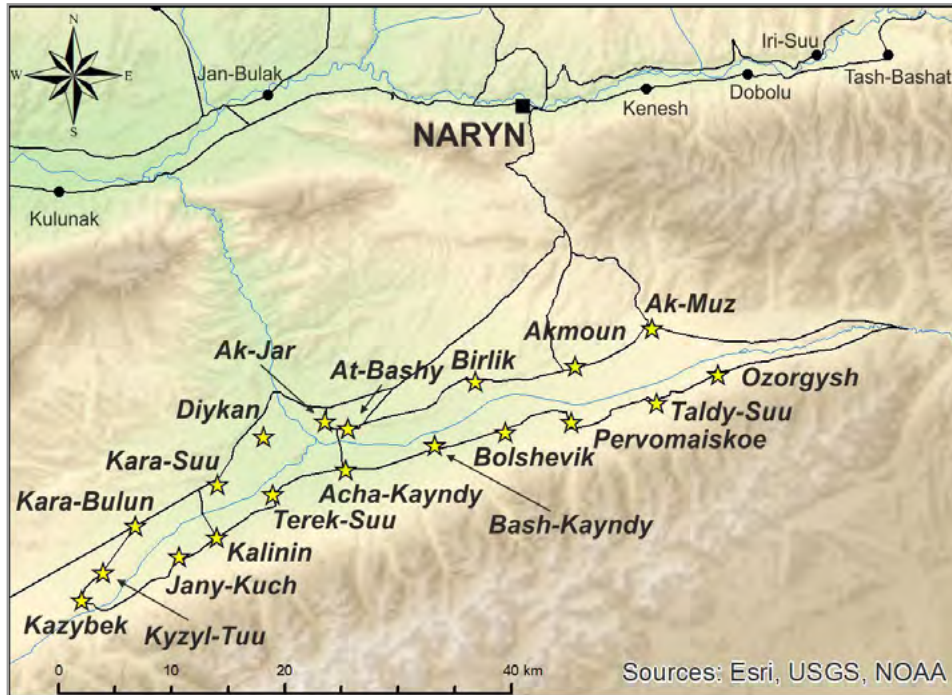 N
W E
S
Jan-Bulak
Iri-Suu
Tash-Bashat
Dobolu
Kenesh
NARYN
Kulunak
Ak-Muz
Akmoun
Ak-Jar
At-Bashy
Birlik
Ozorgysh
Diykan
Taldy-Suu
Pervomaiskoe
Bolshevik
Kara-Suu
Acha-Kayndy
Kara-Bulun
Terek-Suu
Bash-Kayndy
Kalinin
Jany-Kuch
Kazybek
Kyzyl-Tuu
0 10 20 40 km
Sources: Esri, USGS, NOAA